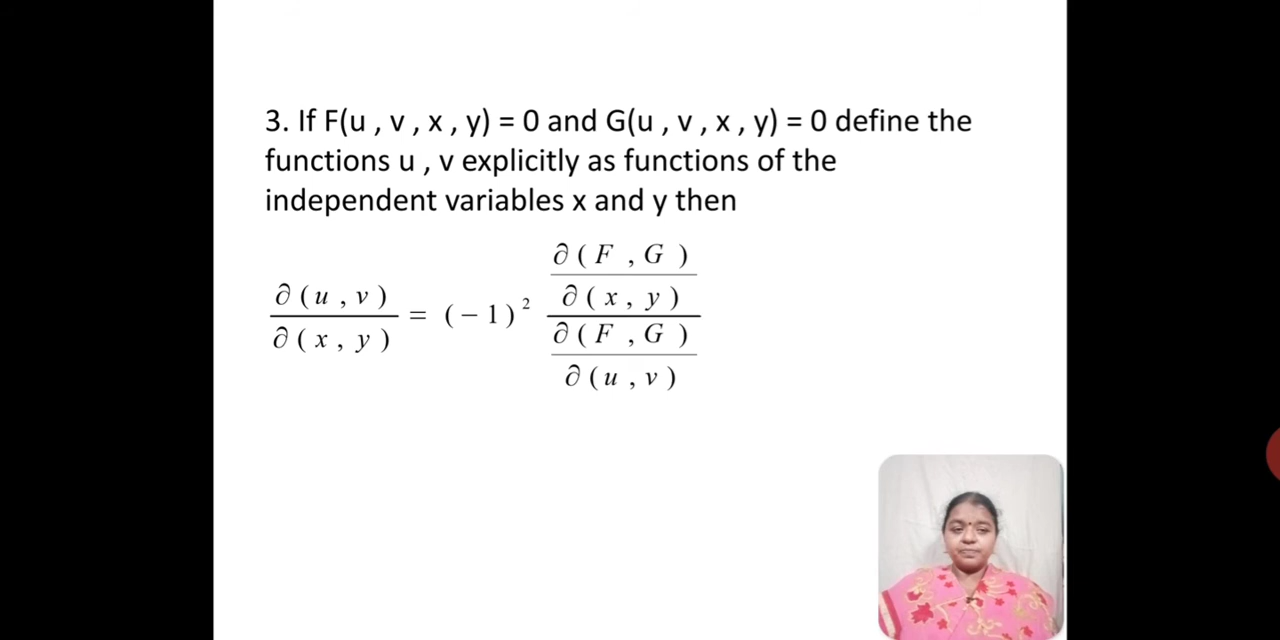 3. If F(u , v , x , y) = 0 and G(u , v , x , y) = 0 define the
functions u , v explicitly as functions of the
independent variables x and y then
∂ ( F , G )
∂ ( u , v ) = ( − 1 ) ² ∂ ( x , y )
∂ ( x , y ) ∂ ( F , G )
∂ ( u , v )